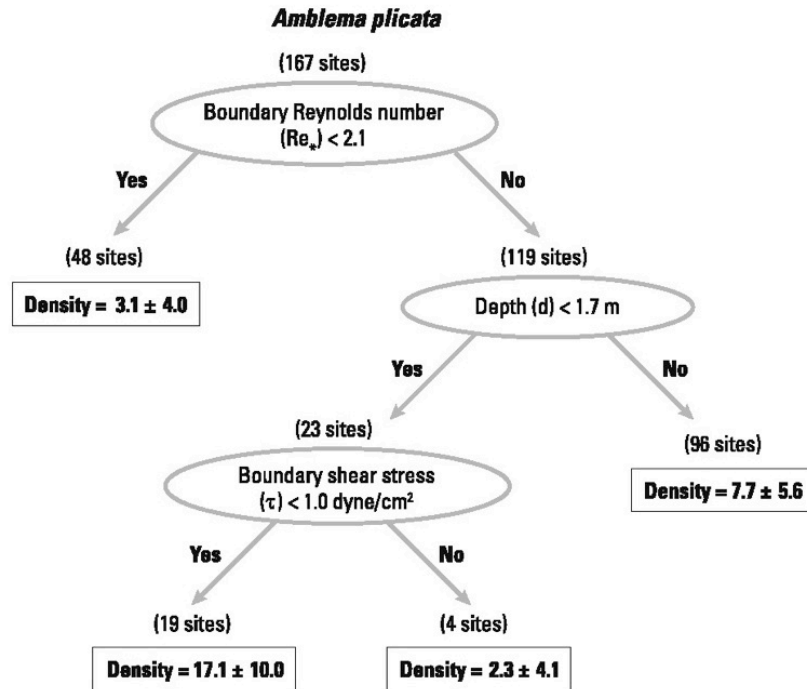 Amblema plicata
(167 sites)
Boundary Reynolds number
(Re*) < 2.1
Yes
No
(48 sites)
Density = 3.1 ± 4.0
(119 sites)
Depth (d) < 1.7 m
Yes
No
(23 sites)
Boundary shear stress
(τ) < 1.0 dyne/cm²
(96 sites)
Density = 7.7 ± 5.6
Yes
No
(19 sites)
Density = 17.1 ± 10.0
(4 sites)
Density = 2.3 ± 4.1